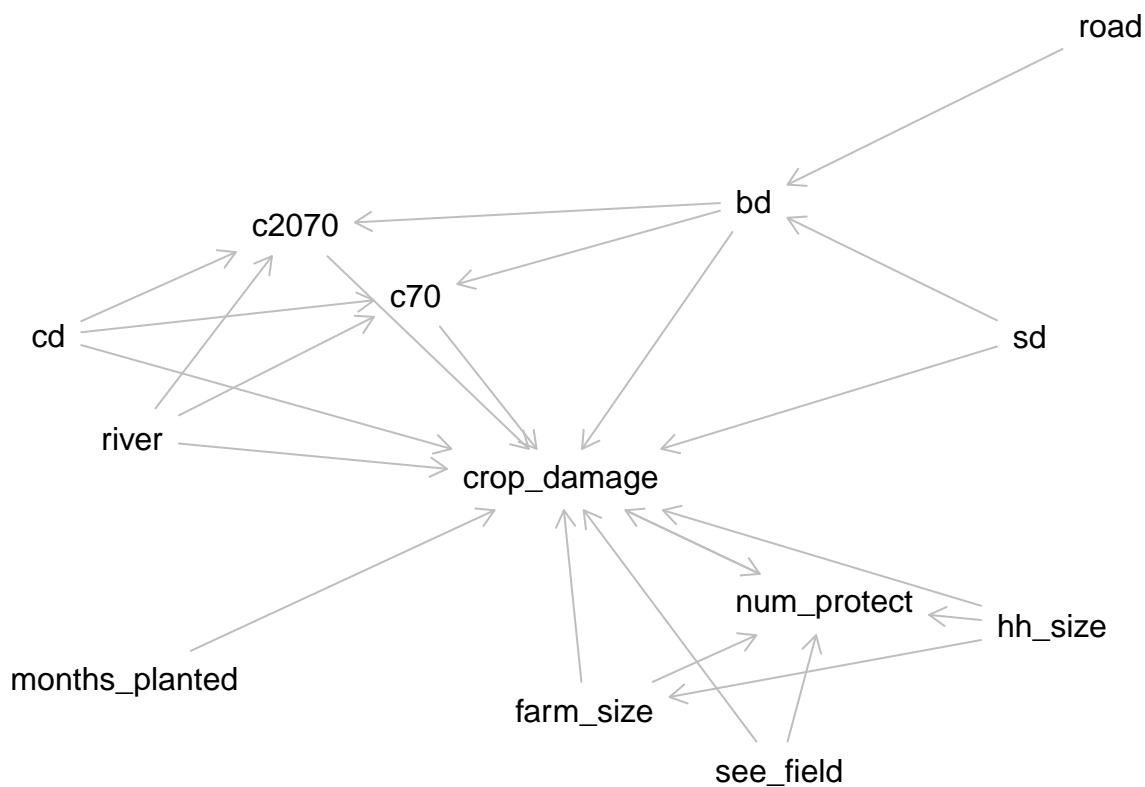 road
bd
c2070
c70
cd
sd
river
crop_damage
num_protect
hh_size
months_planted
farm_size
see_field